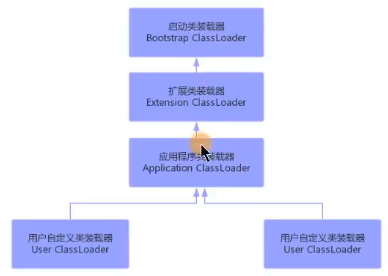 启动类装载器
Bootstrap ClassLoader
扩展类装载器
Extension ClassLoader
应用程序类装载器
Application ClassLoader
用户自定义类装载器
User ClassLoader
用户自定义类装载器
User ClassLoader